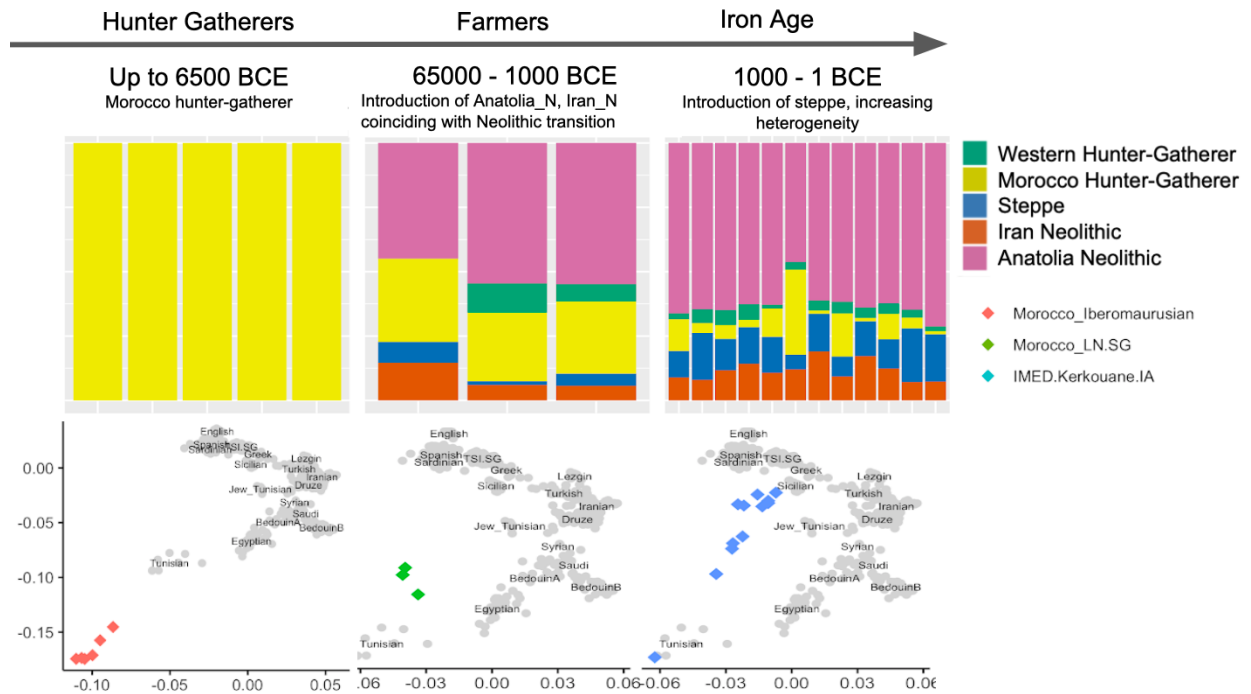 Hunter Gatherers
Farmers
Iron Age
Up to 6500 BCE
Morocco hunter-gatherer
65000 - 1000 BCE
Introduction of Anatolia_N, Iran_N
coinciding with Neolithic transition
1000 - 1 BCE
Introduction of steppe, increasing
heterogeneity
Western Hunter-Gatherer
Morocco Hunter-Gatherer
Steppe
Iran Neolithic
Anatolia Neolithic
Morocco_Iberomaurusian
Morocco_LN.SG
IMED.Kerkouane.IA
0.00
-0.05
-0.10
-0.15
English
Spanish
Sardinian
TSI.SG
Greek
Sicilian
Lezgin
Turkish
Iranian
Druze
Jew_Tunisian
Syrian
Saudi
BedouinA
BedouinB
Egyptian
Tunisian
-0.10
-0.05
0.00
0.05
English
Spanish
TSI.SG
Sardinian
Greek
Lezgin
Sicilian
Turkish
Iranian
Druze
Jew_Tunisian
Syrian
Saudi
BedouinA
BedouinB
Egyptian
Tunisian
.06
-0.03
0.00
0.03
0.0
English
Spanish
TSI.SG
Sardinian
Greek
Lezgin
Sicilian
Turkish
Iranian
Druze
Jew_Tunisian
Syrian
Saudi
BedouinA
BedouinB
Egyptian
Tunisian
-0.06
-0.03
0.00
0.03
0.0